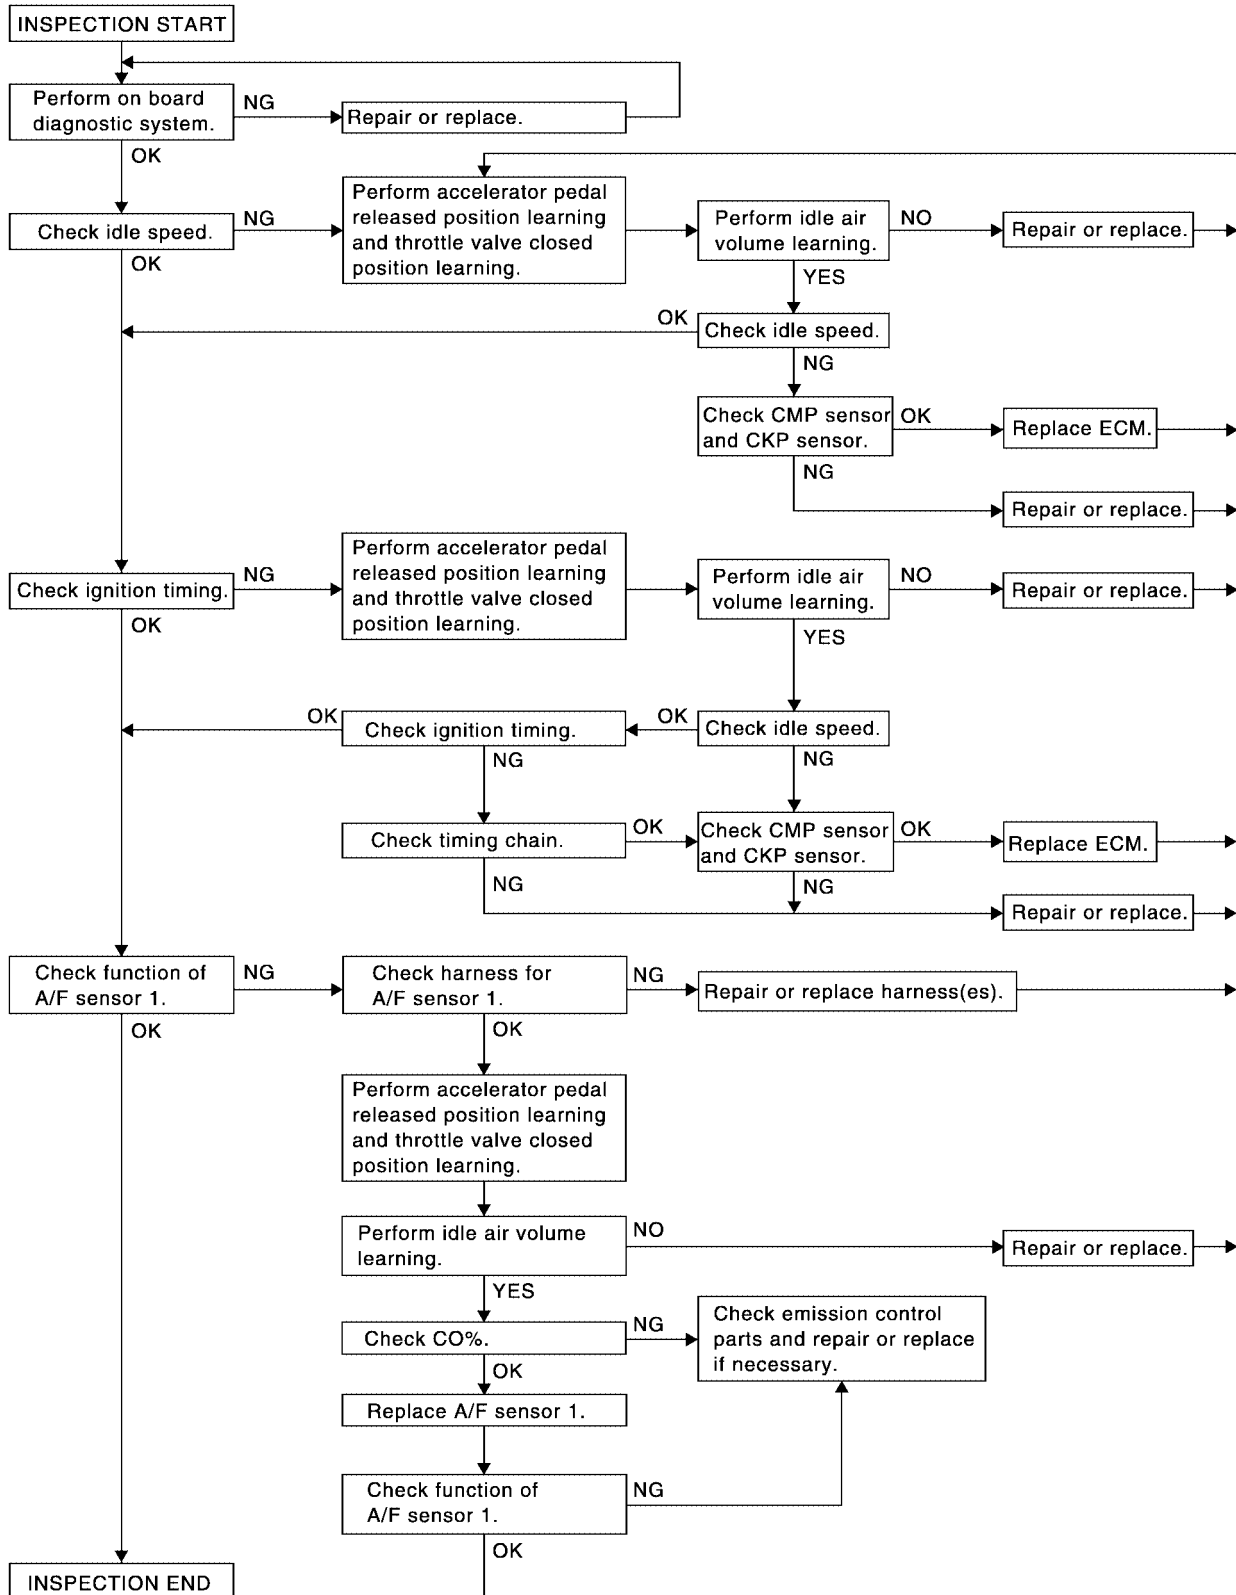 INSPECTION START
Perform on board
diagnostic system.
NG
Repair or replace.
OK
Check idle speed.
NG
Perform accelerator pedal
released position learning
and throttle valve closed
position learning.
Perform idle air
volume learning.
NO
Repair or replace.
OK
YES
OK
Check idle speed.
NG
Check CMP sensor
and CKP sensor.
OK
Replace ECM.
NG
Repair or replace.
Check ignition timing.
NG
Perform accelerator pedal
released position learning
and throttle valve closed
position learning.
Perform idle air
volume learning.
NO
Repair or replace.
OK
YES
OK
Check ignition timing.
OK
Check idle speed.
NG
NG
Check timing chain.
OK
Check CMP sensor
and CKP sensor.
OK
Replace ECM.
NG
NG
Repair or replace.
Check function of
A/F sensor 1.
NG
Check harness for
A/F sensor 1.
NG
Repair or replace harness(es).
OK
OK
Perform accelerator pedal
released position learning
and throttle valve closed
position learning.
Perform idle air volume
learning.
NO
Repair or replace.
YES
Check CO%.
NG
Check emission control
parts and repair or replace
if necessary.
OK
Replace A/F sensor 1.
Check function of
A/F sensor 1.
NG
OK
INSPECTION END